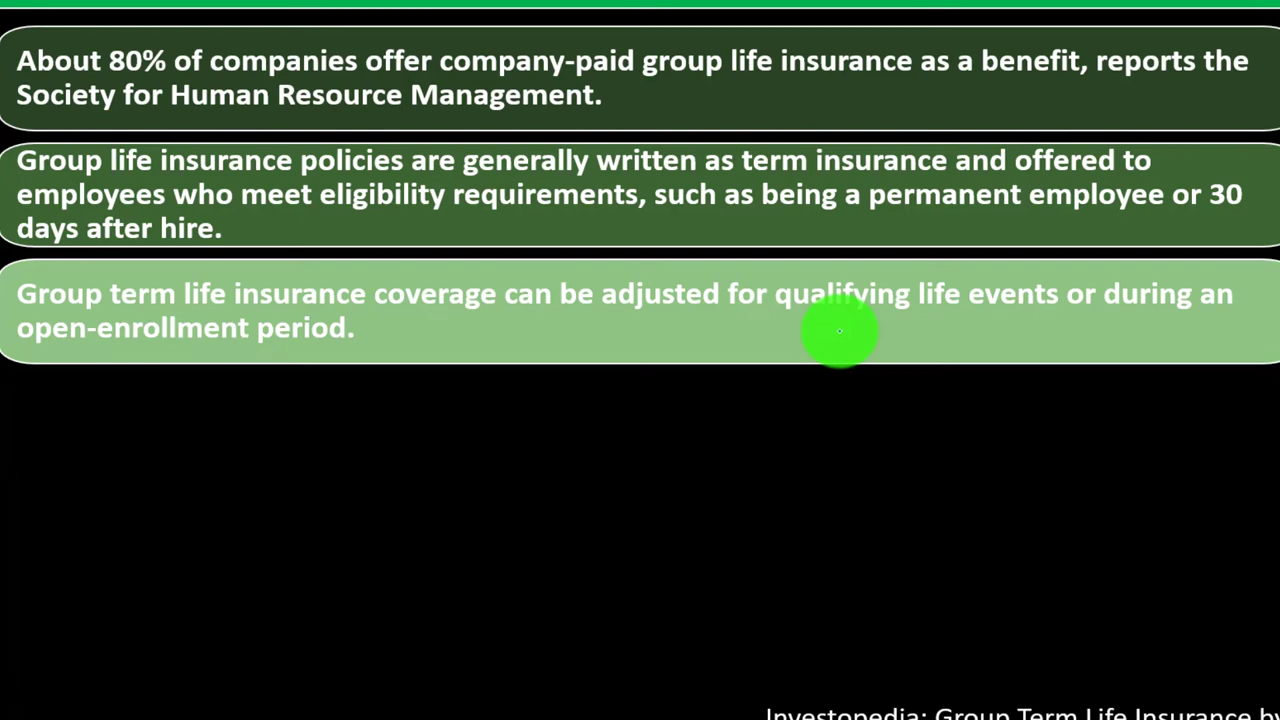 About 80% of companies offer company-paid group life insurance as a benefit, reports the
Society for Human Resource Management.
Group life insurance policies are generally written as term insurance and offered to
employees who meet eligibility requirements, such as being a permanent employee or 30
days after hire.
Group term life insurance coverage can be adjusted for qualifying life events or during an
open-enrollment period.
Investopedia: Group Term Life Insurance by